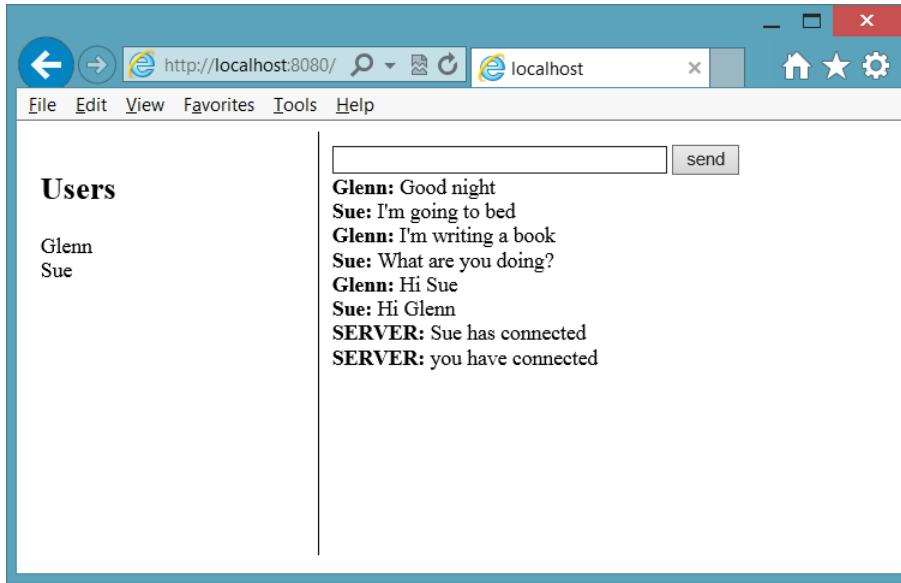 http://localhost:8080/
localhost
File Edit View Favorites Tools Help
Users
Glenn
Sue
send
Glenn: Good night
Sue: I'm going to bed
Glenn: I'm writing a book
Sue: What are you doing?
Glenn: Hi Sue
Sue: Hi Glenn
SERVER: Sue has connected
SERVER: you have connected